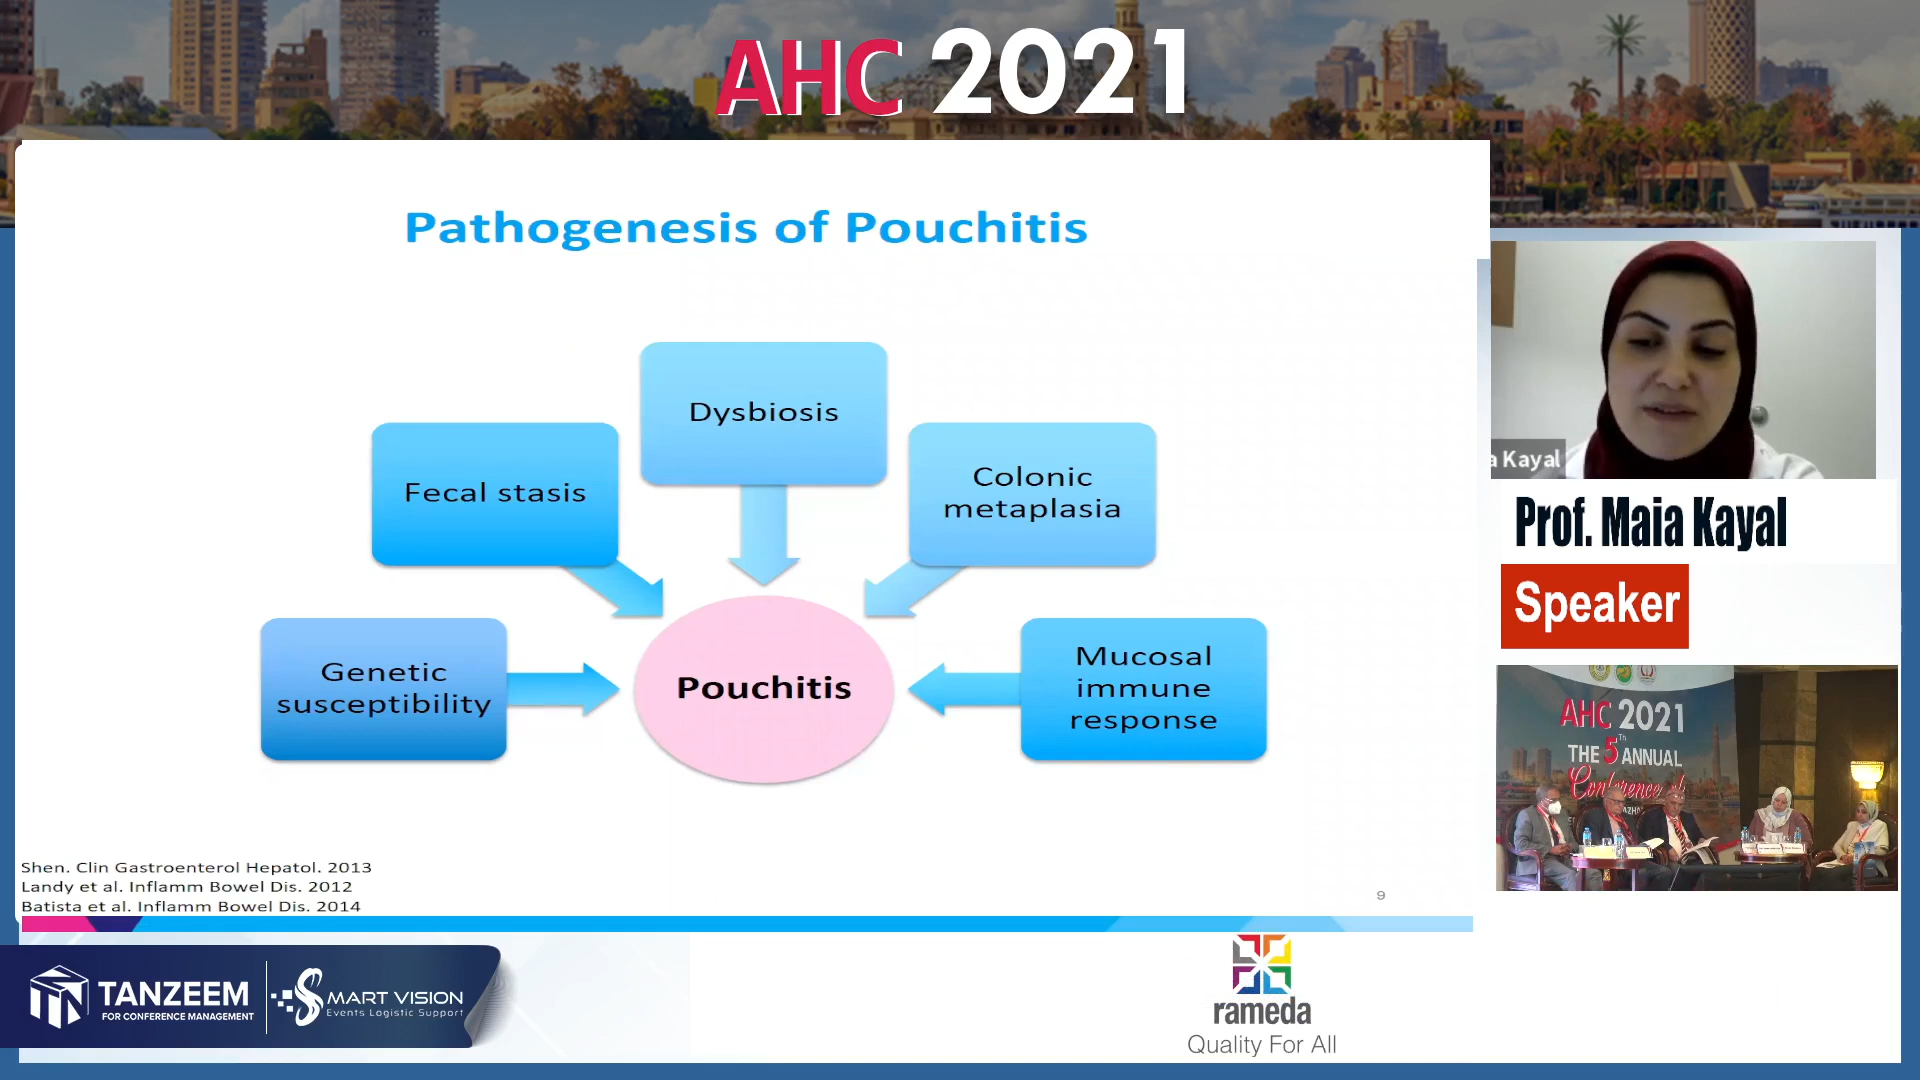 AHC 2021
Pathogenesis of Pouchitis
Dysbiosis
Fecal stasis
Colonic
metaplasia
Genetic
susceptibility
Pouchitis
Mucosal
immune
response
Shen. Clin Gastroenterol Hepatol. 2013
Landy et al. Inflamm Bowel Dis. 2012
Batista et al. Inflamm Bowel Dis. 2014
9
a Kayal
Prof. Maia Kayal
Speaker
AHC 2021
THE 5Th ANNUAL
Conference of
TANZEEM
FOR CONFERENCE MANAGEMENT
SMART VISION
Events Logistic Support
rameda
Quality For All